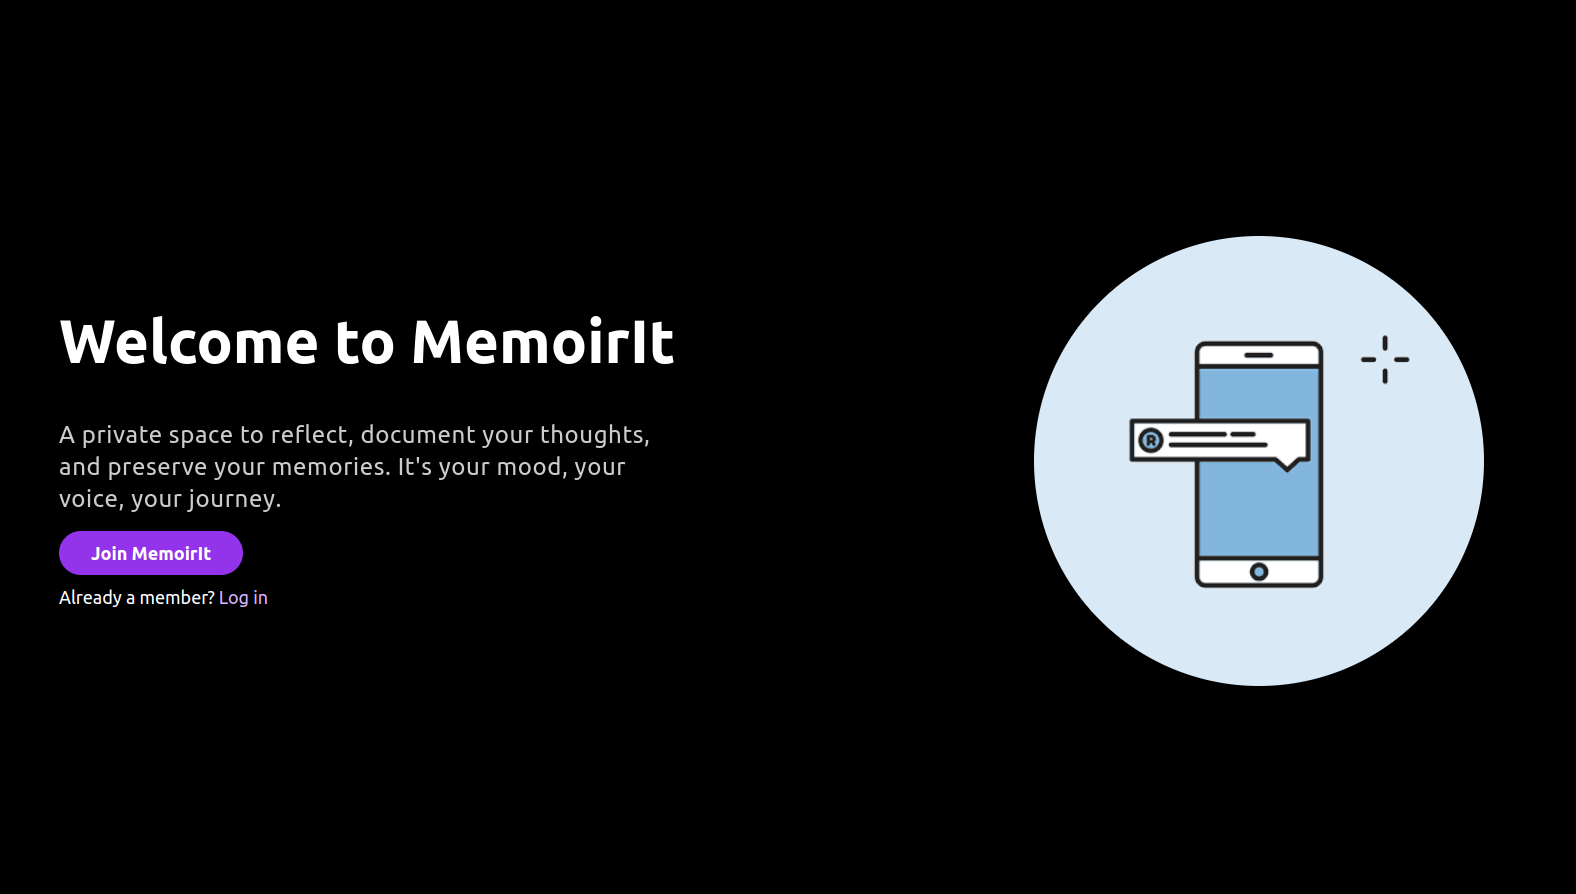 Welcome to MemoirIt
A private space to reflect, document your thoughts,
and preserve your memories. It's your mood, your
voice, your journey.
Join MemoirIt
Already a member? Log in
R